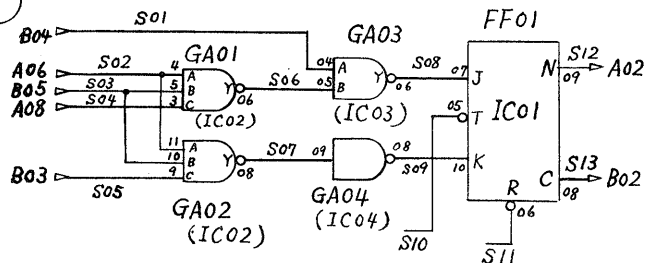 S01
B04
GA03
FF01
A06
S02
4
GA01
04
A
Y
S08
07
J
N
S12
A02
09
B05
S03
5
A
B
C
Y
S06
05
B
06
A08
S04
3
06
(IC02)
(IC03)
05
T
IC01
11
A
10
B
Y
S07
09
08
S09
10
K
S13
B03
9
C
08
C
B02
S05
GA04
R
08
GA02
(IC04)
06
(IC02)
S10
S11